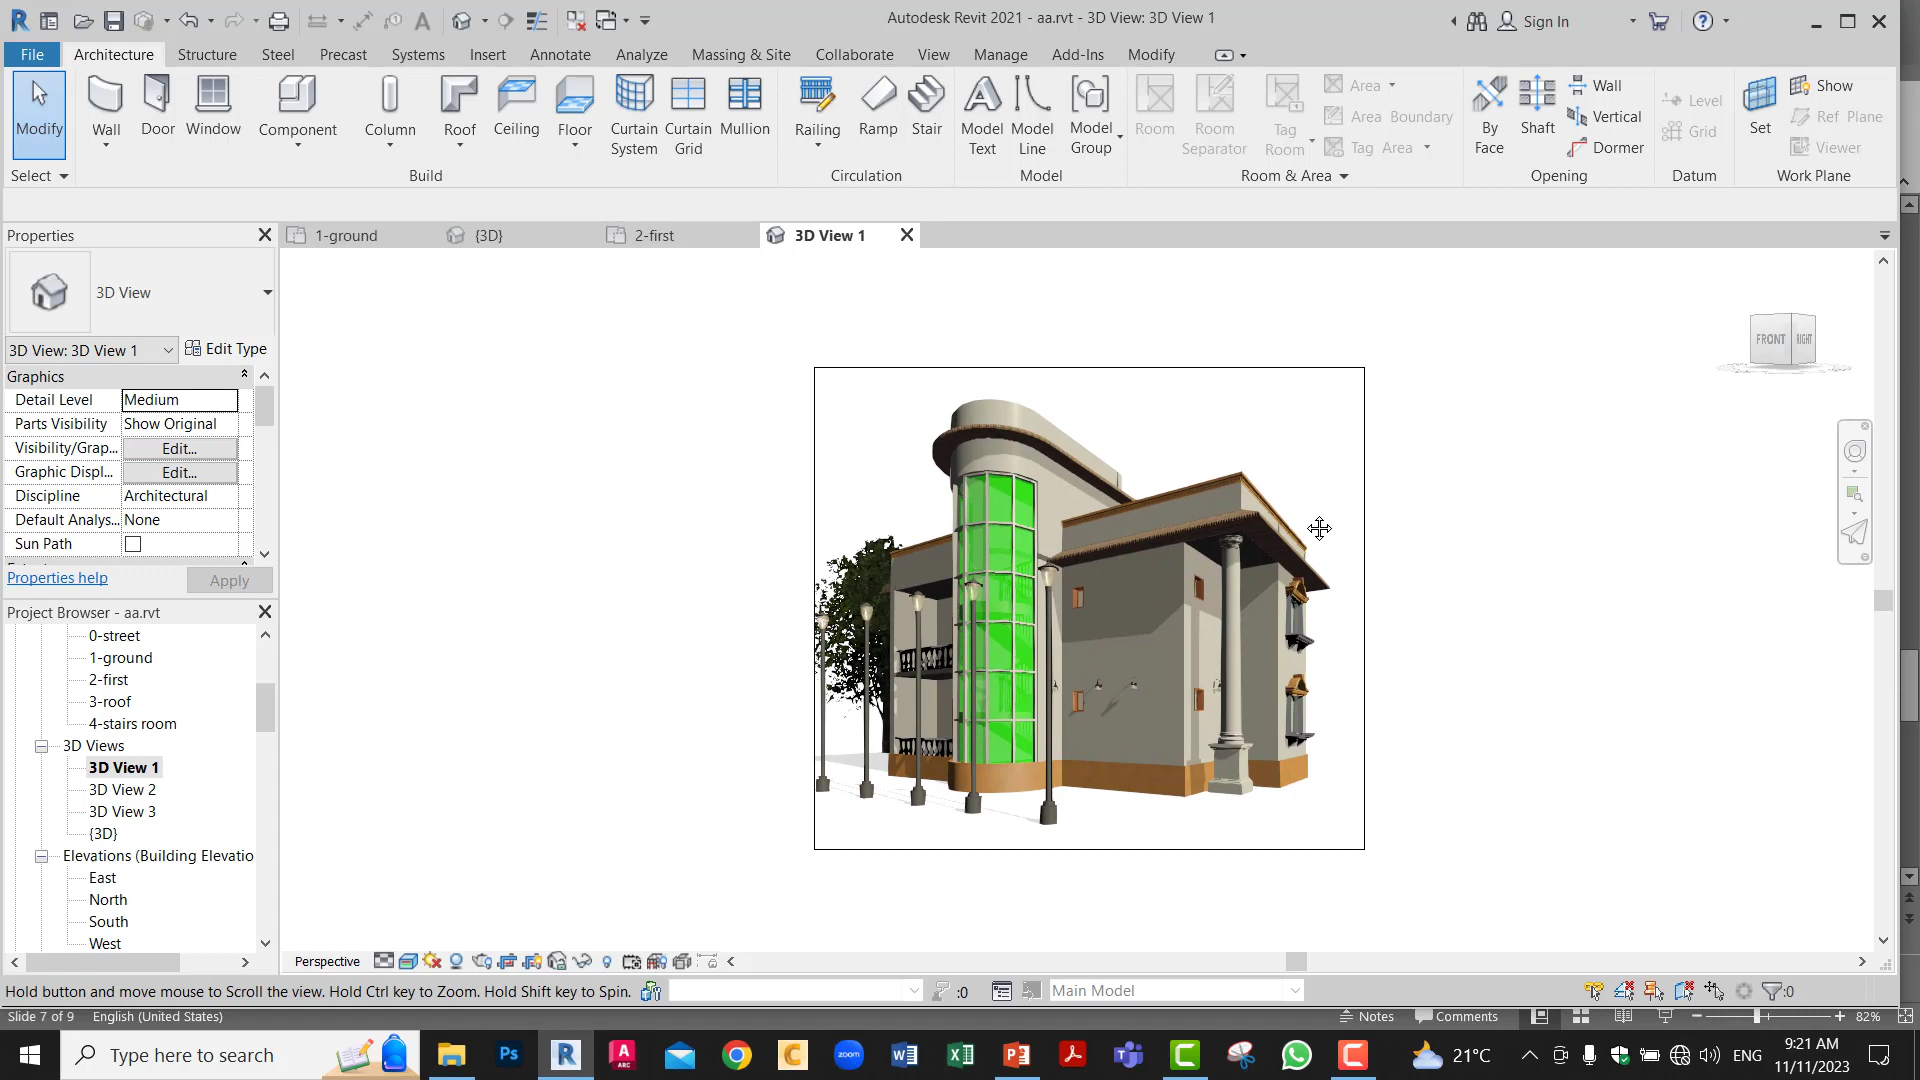 Autodesk Revit 2021 - aa.rvt - 3D View: 3D View 1
Sign In
File Architecture Structure Steel Precast Systems Insert Annotate Analyze Massing & Site Collaborate View Manage Add-Ins Modify
Modify
Wall
Door
Window
Component
Column
Roof
Ceiling
Floor
Curtain System
Curtain Grid
Mullion
Railing
Ramp
Stair
Model Text
Model Line
Model Group
Room
Room Separator
Tag Room
Area
Area Boundary
Tag Area
By Face
Shaft
Wall
Vertical
Dormer
Level
Grid
Set
Show
Ref Plane
Viewer
Select
Build
Circulation
Model
Room & Area
Opening
Datum
Work Plane
Properties
1-ground
{3D}
2-first
3D View 1
3D View
3D View: 3D View 1
Edit Type
Graphics
Detail Level Medium
Parts Visibility Show Original
Visibility/Grap... Edit...
Graphic Displ... Edit...
Discipline Architectural
Default Analys... None
Sun Path
Properties help
Apply
FRONT RIGHT
Project Browser - aa.rvt
0-street
1-ground
2-first
3-roof
4-stairs room
3D Views
3D View 1
3D View 2
3D View 3
{3D}
Elevations (Building Elevatio
East
North
South
West
Perspective
Hold button and move mouse to Scroll the view. Hold Ctrl key to Zoom. Hold Shift key to Spin.
:0
Main Model
:0
Slide 7 of 9 English (United States)
Notes
Comments
82%
Type here to search
21°C
ENG
9:21 AM
11/11/2023